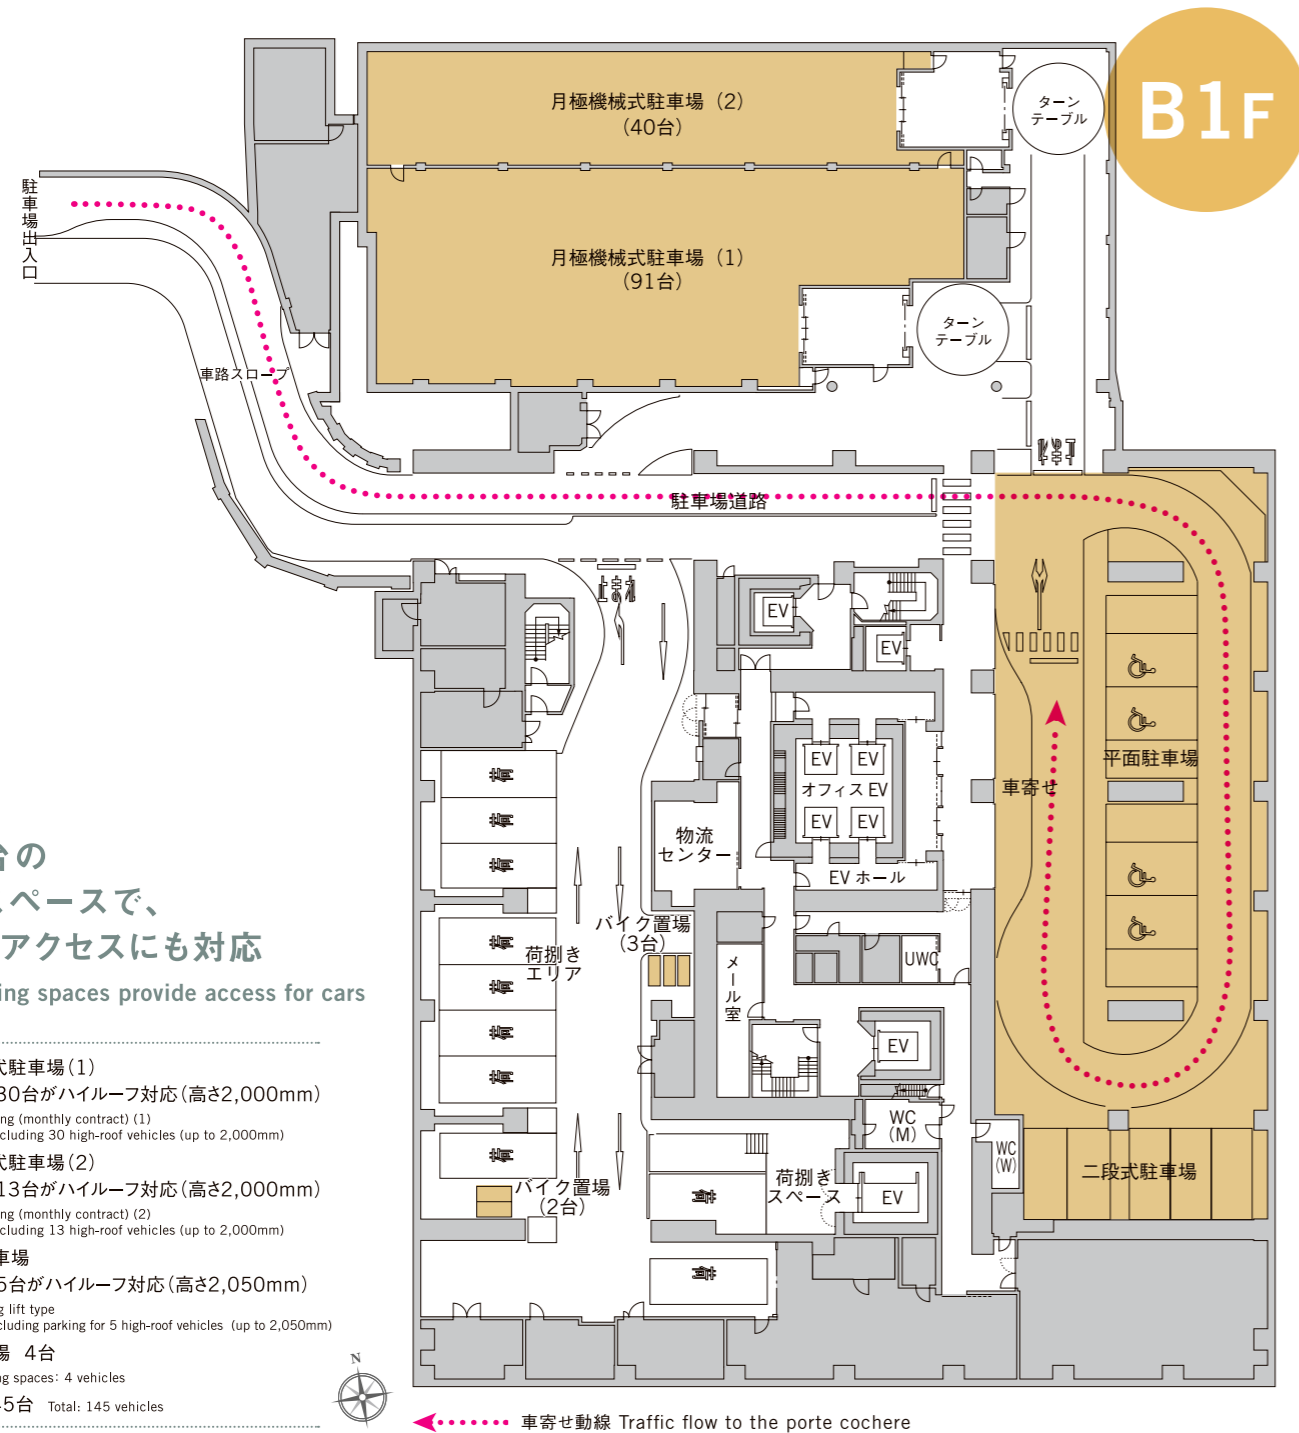 B1F
月極機械式駐車場（2）
（40台）
ターン
テーブル
駐車場出入口
月極機械式駐車場（1）
（91台）
ターン
テーブル
車路スロープ
駐車場道路
EV
EV
EV
EV
オフィス EV
EV
EV
EV ホール
平面駐車場
車寄せ
荷
荷
荷
荷
荷
荷
荷
荷
物流
センター
バイク置場
（3台）
荷捌き
エリア
メール室
UWC
EV
WC
(M)
WC
(W)
二段式駐車場
荷捌き
スペース
EV
荷
荷
バイク置場
（2台）
台の
スペースで、
アクセスにも対応
ing spaces provide access for cars
式駐車場（1）
30台がハイルーフ対応（高さ2,000mm）
ng (monthly contract) (1)
cluding 30 high-roof vehicles (up to 2,000mm)
式駐車場（2）
13台がハイルーフ対応（高さ2,000mm）
ng (monthly contract) (2)
cluding 13 high-roof vehicles (up to 2,000mm)
車場
5台がハイルーフ対応（高さ2,050mm）
g lift type
cluding parking for 5 high-roof vehicles (up to 2,050mm)
場 4台
ng spaces: 4 vehicles
45台 Total: 145 vehicles
N
車寄せ動線 Traffic flow to the porte cochere